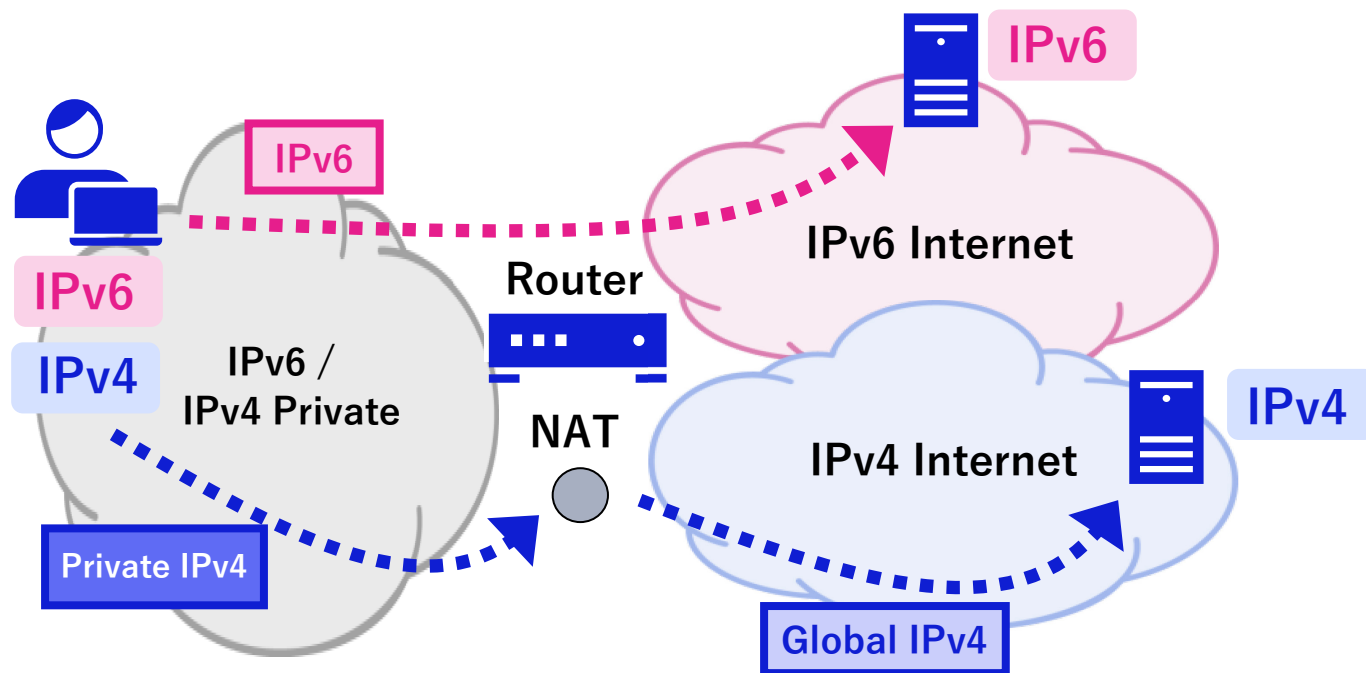 IPv6
IPv6
IPv6 Internet
Router
IPv6
IPv4
IPv6 /
IPv4 Private
NAT
IPv4 Internet
IPv4
Private IPv4
Global IPv4